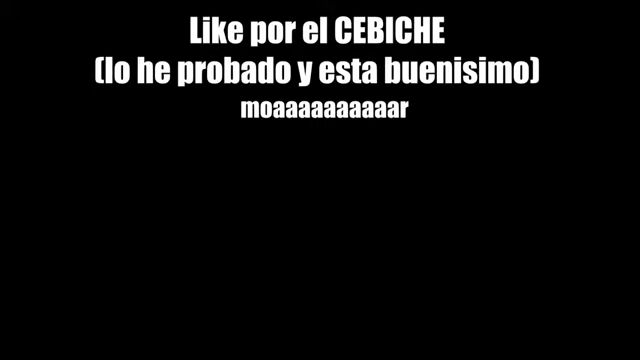 Like por el CEBICHE
(lo he probado y esta buenisimo)
moaaaaaaaaaar